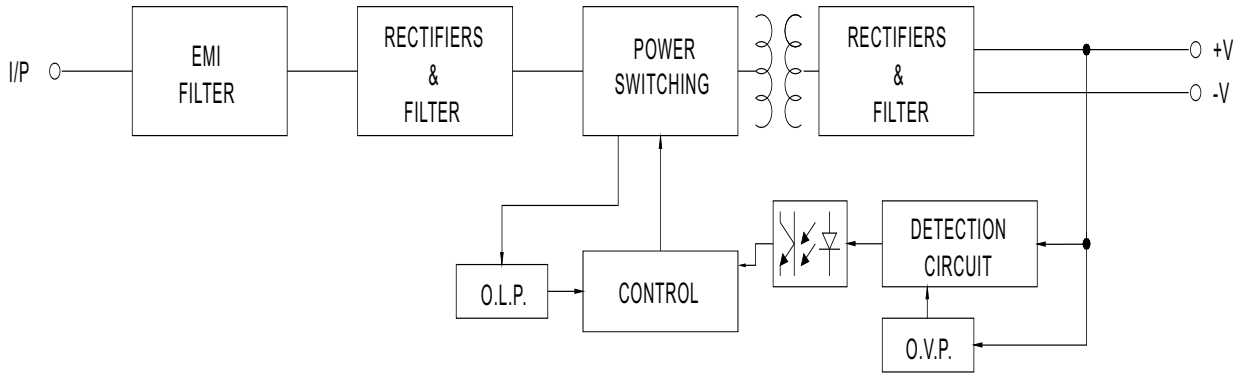 I/P
EMI
FILTER
RECTIFIERS
&
FILTER
POWER
SWITCHING
RECTIFIERS
&
FILTER
+V
-V
O.L.P.
CONTROL
DETECTION
CIRCUIT
O.V.P.